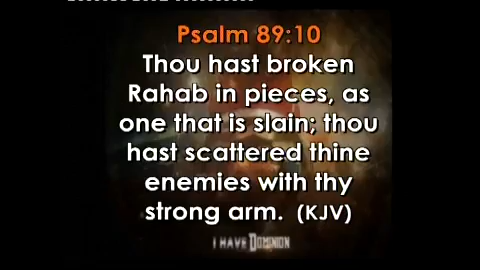 Psalm 89:10
Thou hast broken
Rahab in pieces, as
one that is slain; thou
hast scattered thine
enemies with thy
strong arm. (KJV)
I HAVE DOMINION